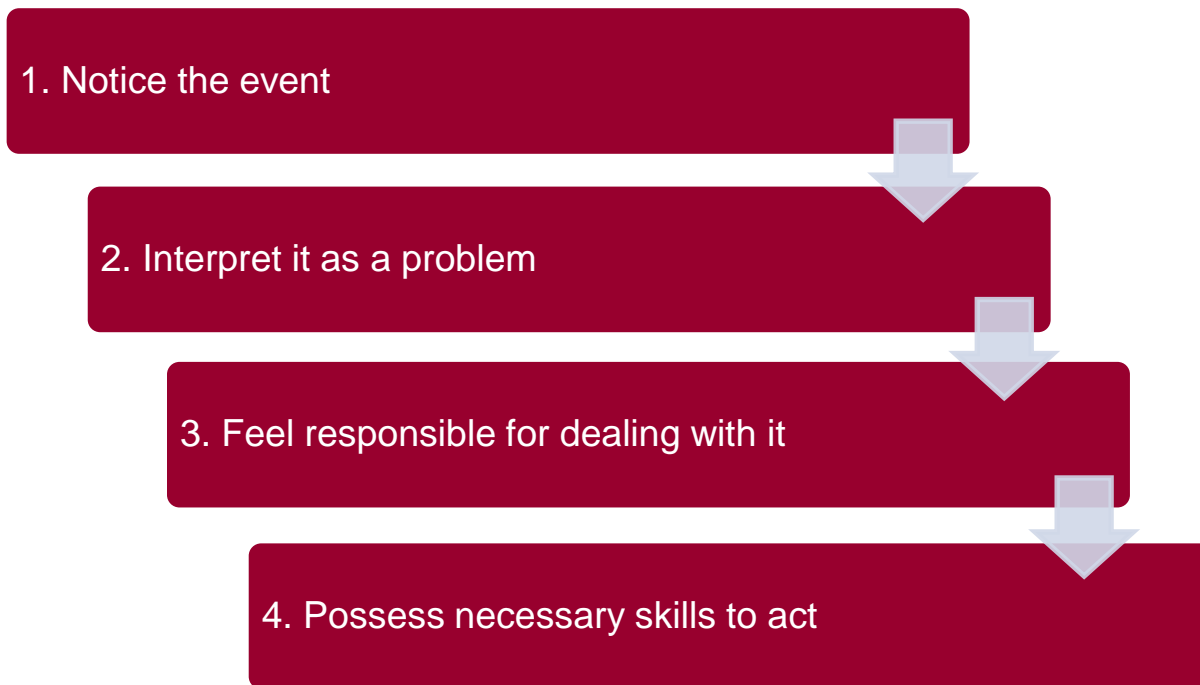 1. Notice the event
2. Interpret it as a problem
3. Feel responsible for dealing with it
4. Possess necessary skills to act